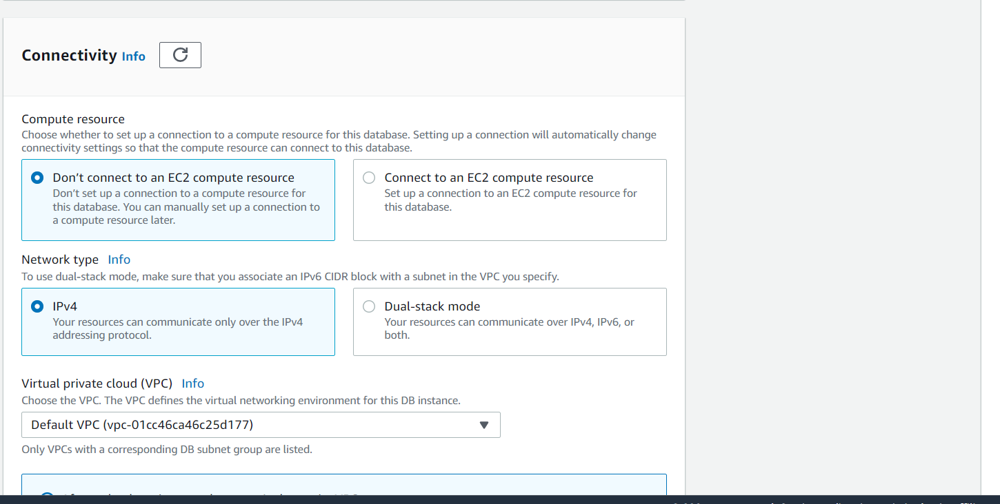 Connectivity Info
Compute resource
Choose whether to set up a connection to a compute resource for this database. Setting up a connection will automatically change
connectivity settings so that the compute resource can connect to this database.
Don’t connect to an EC2 compute resource
Don’t set up a connection to a compute resource for
this database. You can manually set up a connection to
a compute resource later.
Connect to an EC2 compute resource
Set up a connection to an EC2 compute resource for
this database.
Network type Info
To use dual-stack mode, make sure that you associate an IPv6 CIDR block with a subnet in the VPC you specify.
IPv4
Your resources can communicate only over the IPv4
addressing protocol.
Dual-stack mode
Your resources can communicate over IPv4, IPv6, or
both.
Virtual private cloud (VPC) Info
Choose the VPC. The VPC defines the virtual networking environment for this DB instance.
Default VPC (vpc-01cc46ca46c25d177)
Only VPCs with a corresponding DB subnet group are listed.